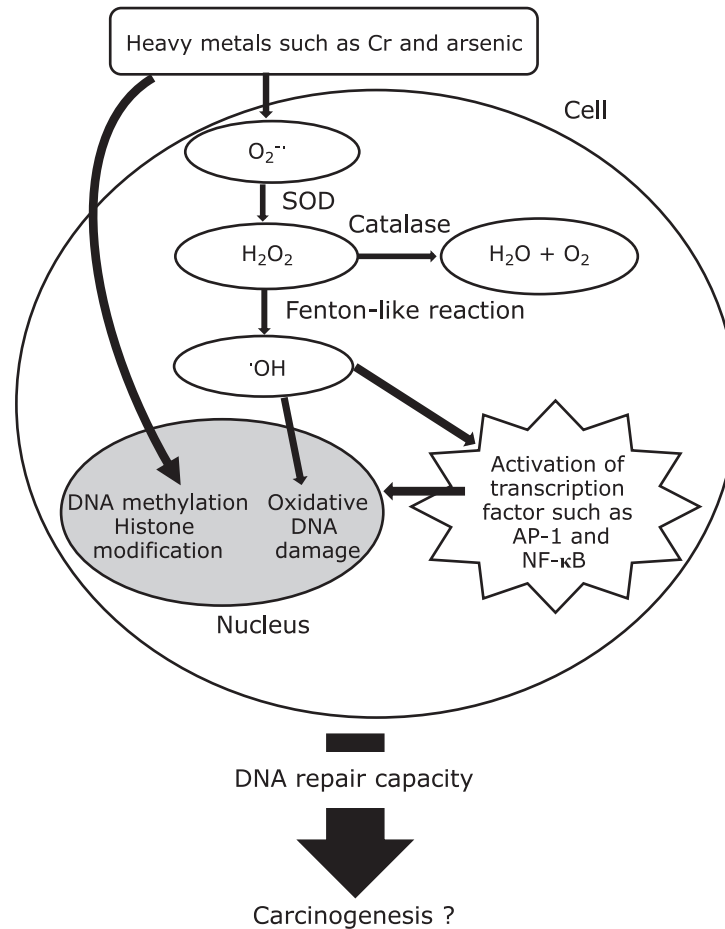 Heavy metals such as Cr and arsenic
Cell
O₂⁻·
SOD
Catalase
H₂O₂
H₂O + O₂
Fenton-like reaction
·OH
Activation of
transcription
factor such as
AP-1 and
NF-κB
DNA methylation
Histone
modification
Oxidative
DNA
damage
Nucleus
DNA repair capacity
Carcinogenesis ?